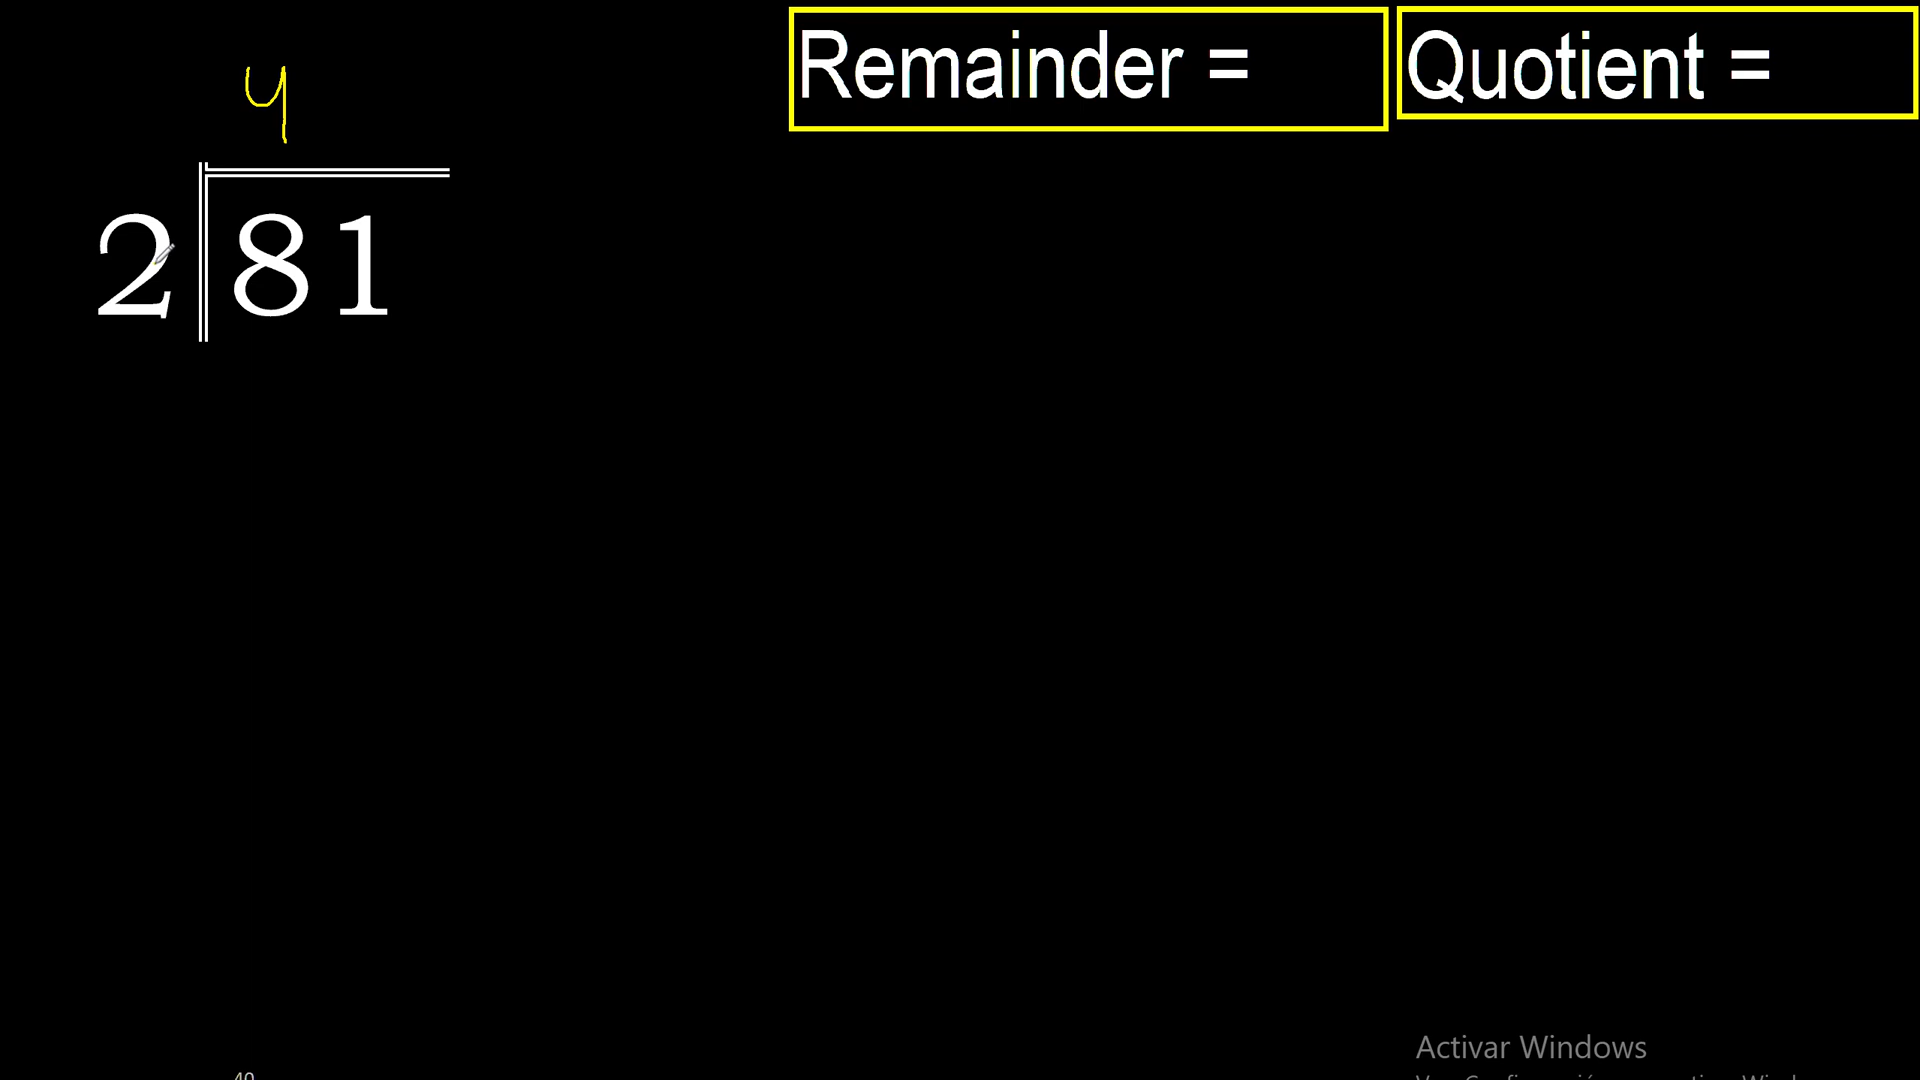 Remainder =
Quotient =
4
2 81
Activar Windows